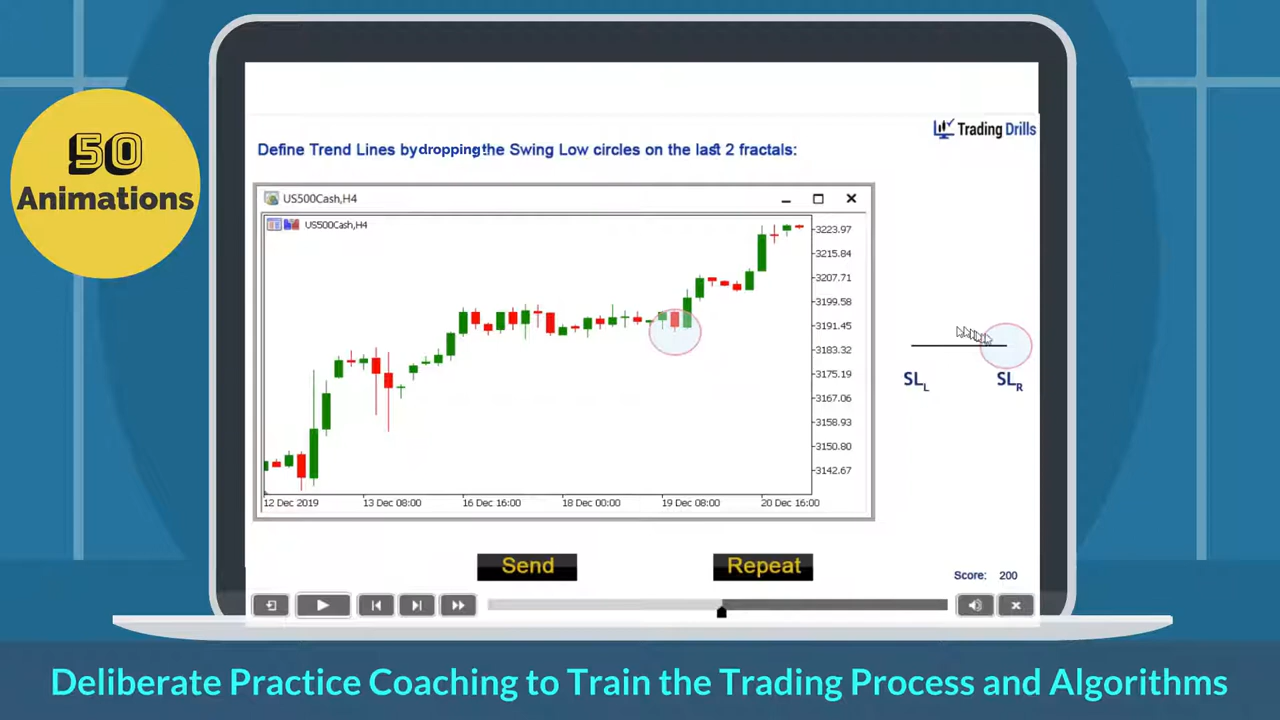 50
Animations
Trading Drills
Define Trend Lines by dropping the Swing Low circles on the last 2 fractals:
US500Cash,H4
US500Cash,H4
3223.97
3215.84
3207.71
3199.58
3191.45
3183.32
3175.19
3167.06
3158.93
3150.80
3142.67
12 Dec 2019 13 Dec 08:00 16 Dec 16:00 18 Dec 00:00 19 Dec 08:00 20 Dec 16:00
SLL SLR
Send Repeat
Score: 200
Deliberate Practice Coaching to Train the Trading Process and Algorithms